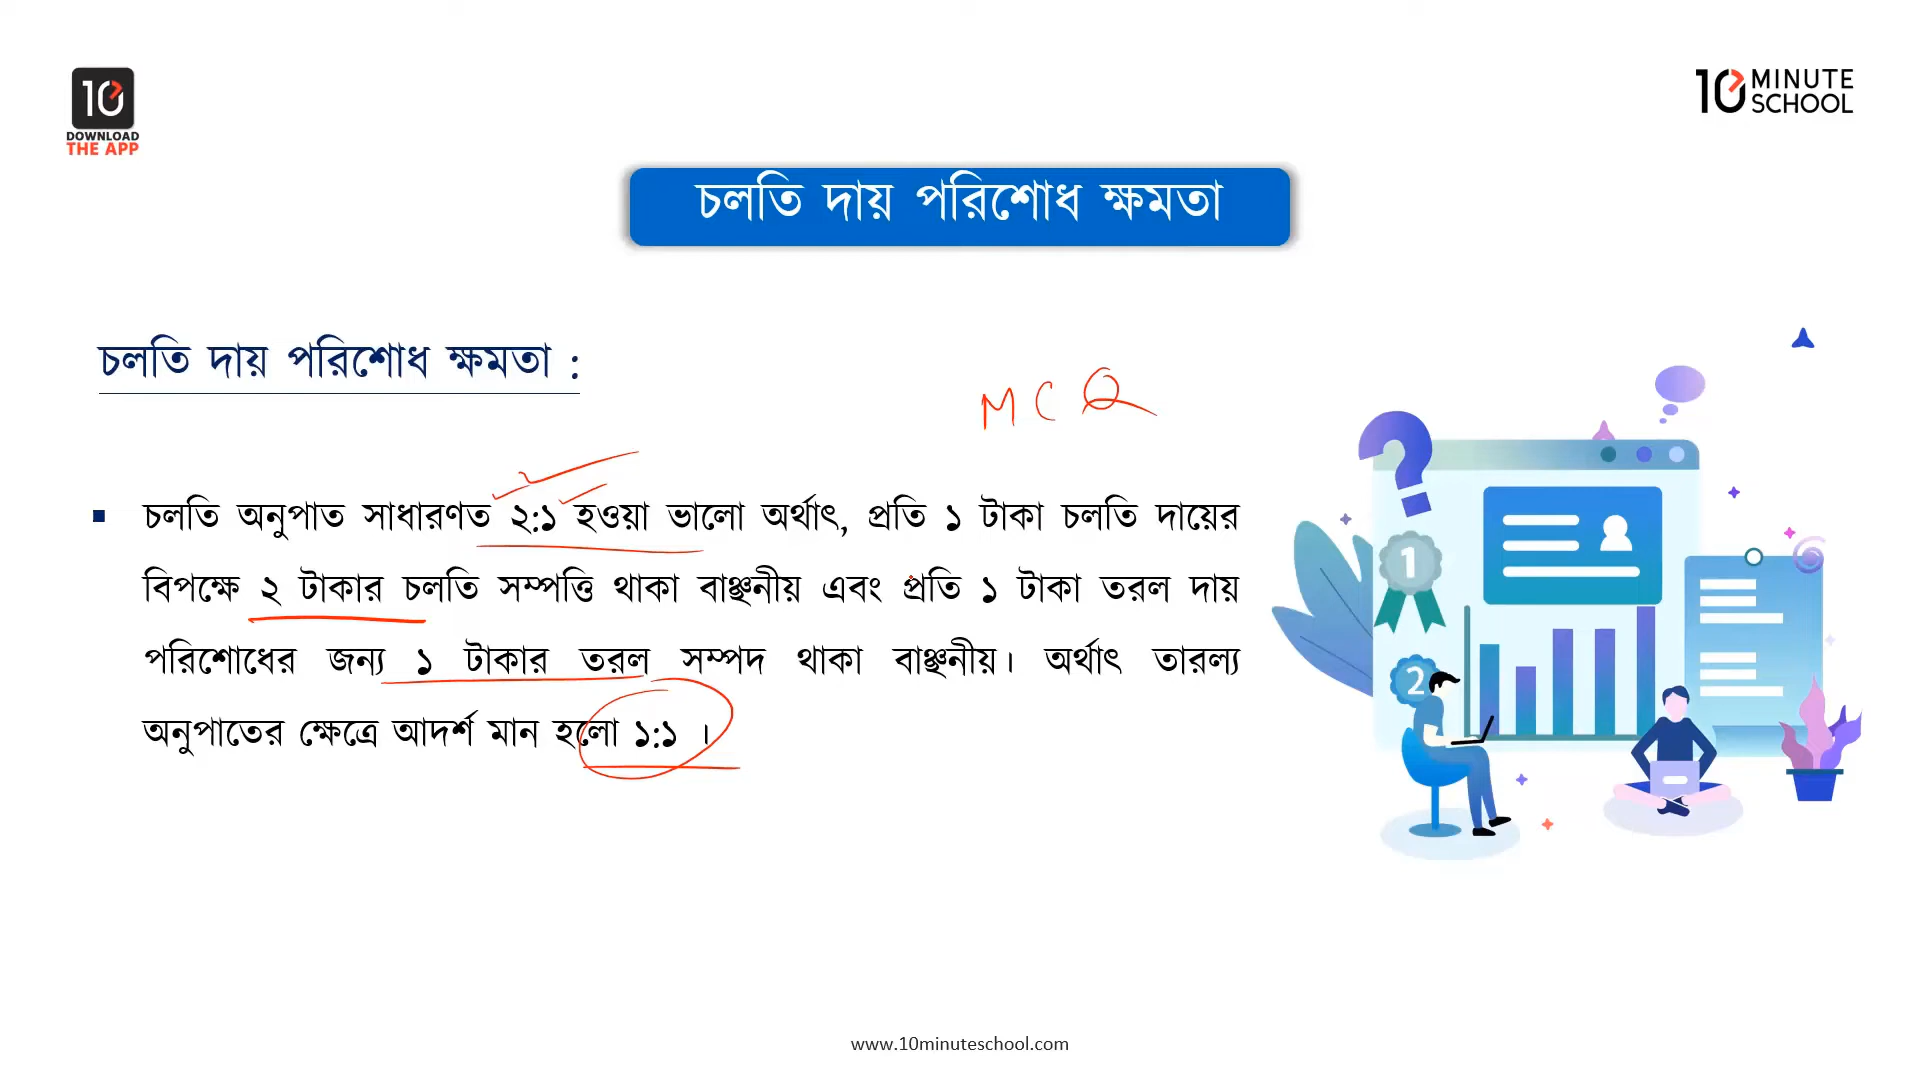 10
DOWNLOAD
THE APP
10 MINUTE
SCHOOL
চলতি দায় পরিশোধ ক্ষমতা
চলতি দায় পরিশোধ ক্ষমতা :
MCQ
চলতি অনুপাত সাধারণত ২:১ হওয়া ভালো অর্থাৎ, প্রতি ১ টাকা চলতি দায়ের
বিপক্ষে ২ টাকার চলতি সম্পত্তি থাকা বাঞ্ছনীয় এবং প্রতি ১ টাকা তরল দায়
পরিশোধের জন্য ১ টাকার তরল সম্পদ থাকা বাঞ্ছনীয়। অর্থাৎ তারল্য
অনুপাতের ক্ষেত্রে আদর্শ মান হলো ১:১ ।
?
1
2
www.10minuteschool.com